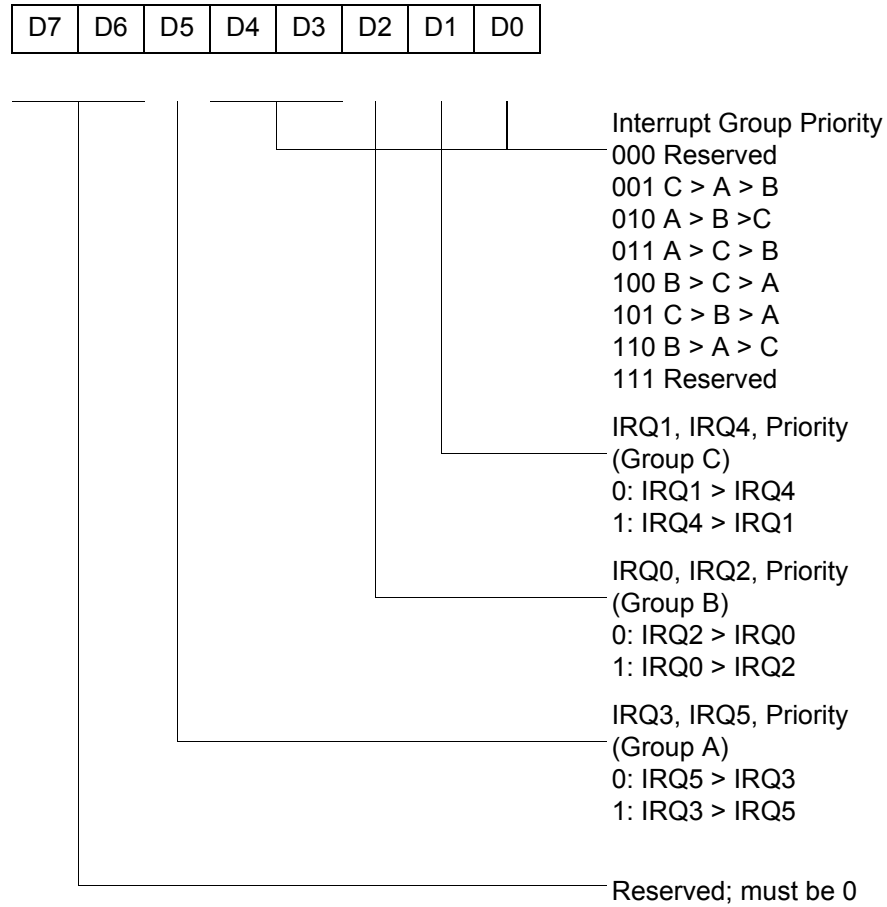 D7 D6 D5 D4 D3 D2 D1 D0
Interrupt Group Priority
000 Reserved
001 C > A > B
010 A > B >C
011 A > C > B
100 B > C > A
101 C > B > A
110 B > A > C
111 Reserved
IRQ1, IRQ4, Priority
(Group C)
0: IRQ1 > IRQ4
1: IRQ4 > IRQ1
IRQ0, IRQ2, Priority
(Group B)
0: IRQ2 > IRQ0
1: IRQ0 > IRQ2
IRQ3, IRQ5, Priority
(Group A)
0: IRQ5 > IRQ3
1: IRQ3 > IRQ5
Reserved; must be 0